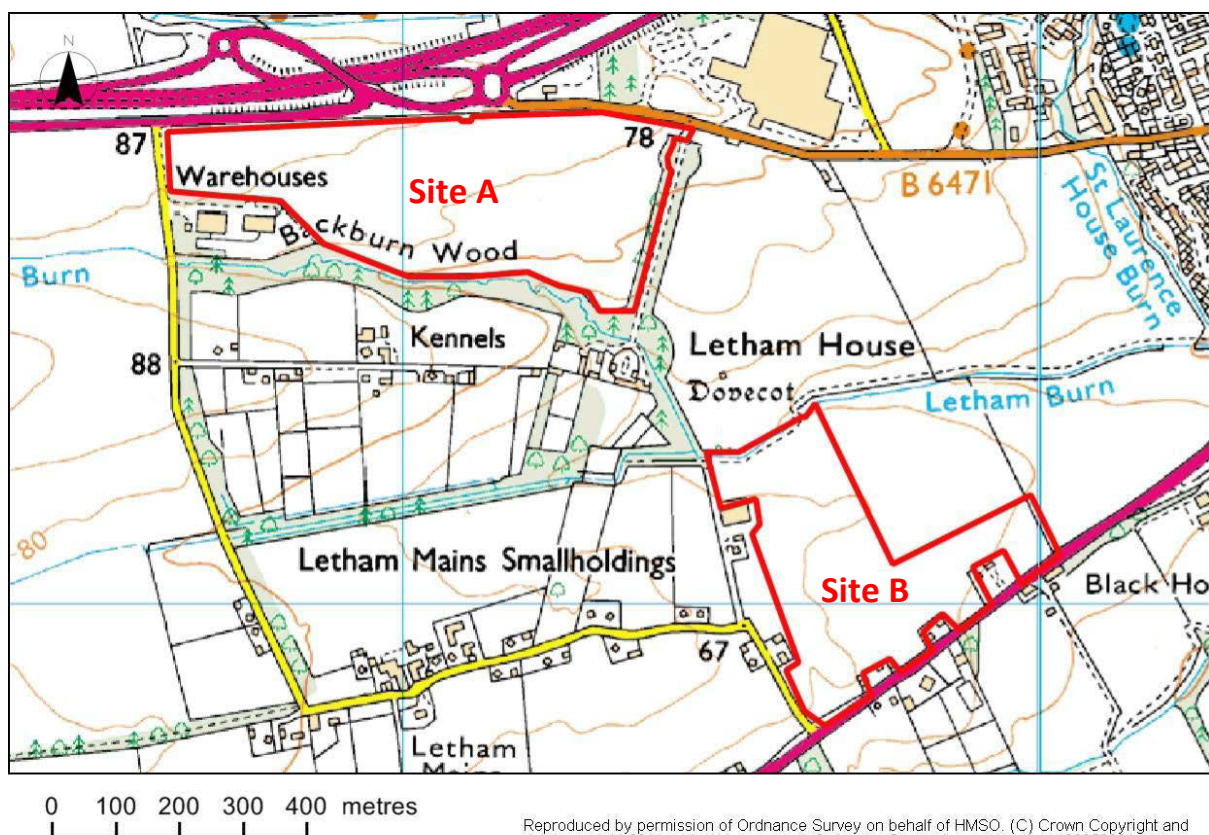 N
87
78
Warehouses
Site A
B 6471
St Laurence
House Burn
Backburn Wood
Burn
Kennels
Letham House
88
Dovecot
Letham Burn
80
Letham Mains Smallholdings
Site B
Black Ho
67
Letham
0 100 200 300 400 metres
Reproduced by permission of Ordnance Survey on behalf of HMSO. (C) Crown Copyright and